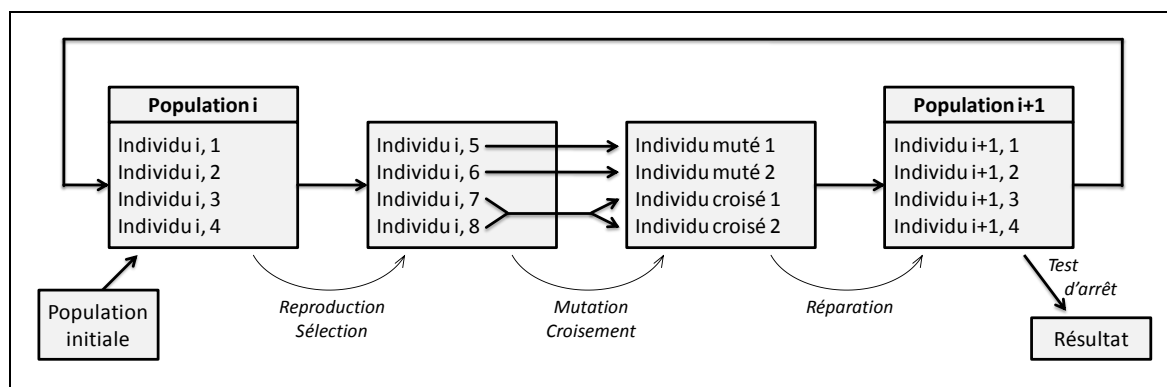 Population i
Individu i, 1
Individu i, 2
Individu i, 3
Individu i, 4
Individu i, 5
Individu i, 6
Individu i, 7
Individu i, 8
Individu muté 1
Individu muté 2
Individu croisé 1
Individu croisé 2
Population i+1
Individu i+1, 1
Individu i+1, 2
Individu i+1, 3
Individu i+1, 4
Population
initiale
Reproduction
Sélection
Mutation
Croisement
Réparation
Test
d'arrêt
Résultat